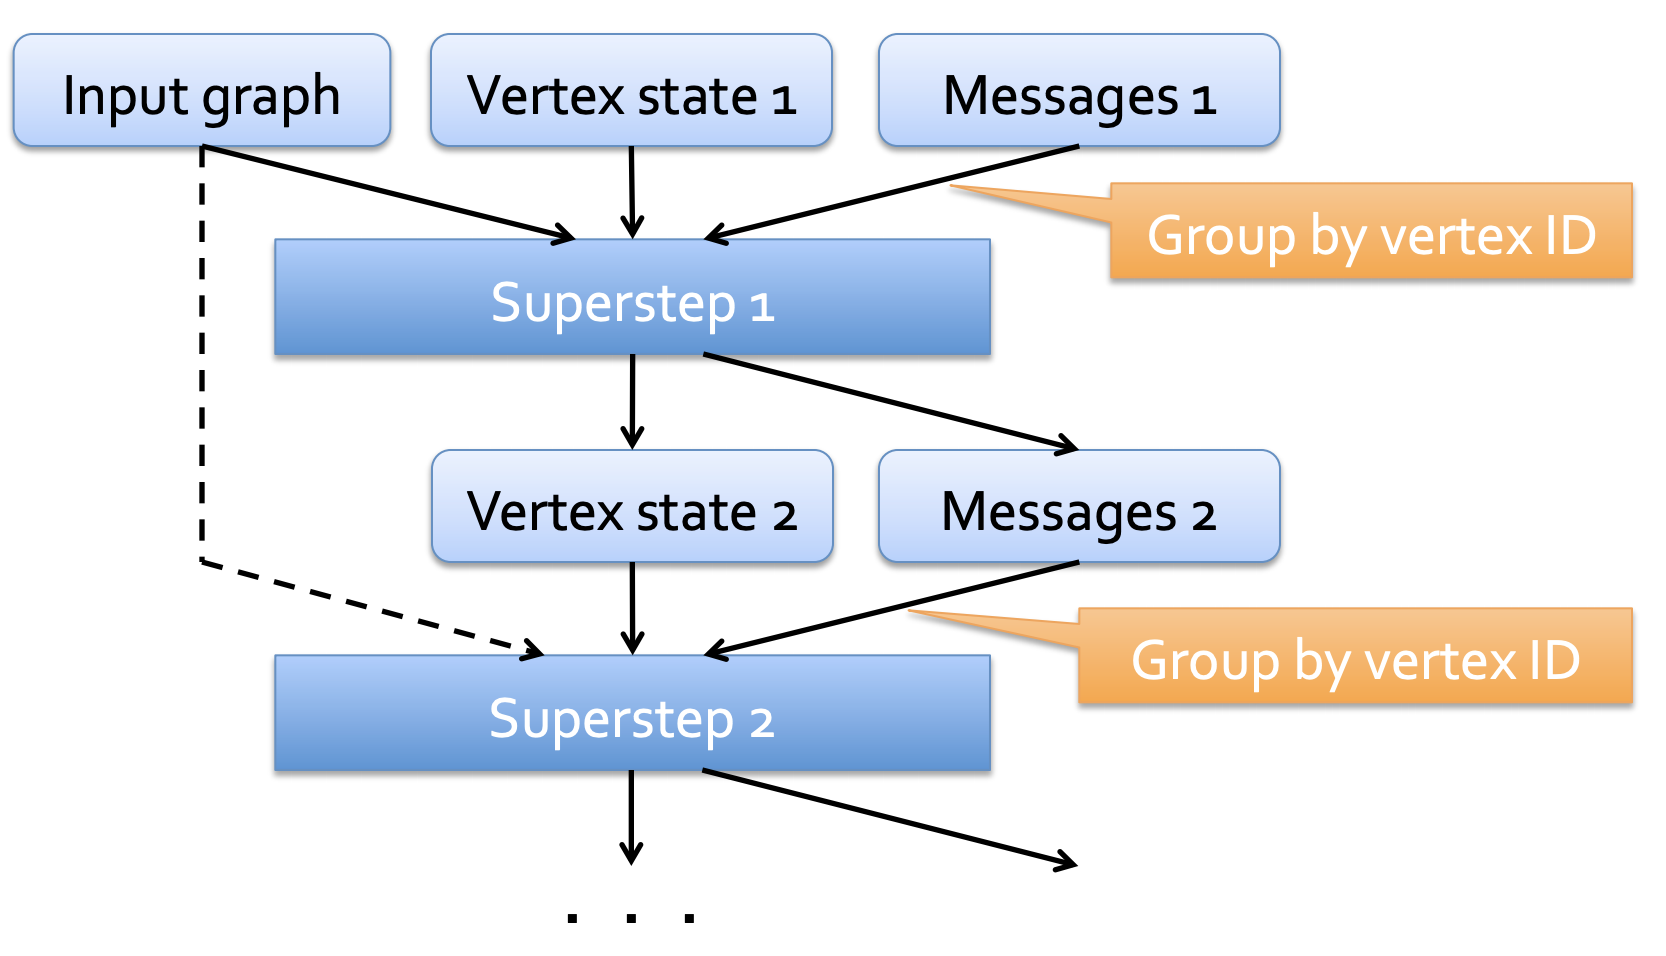 Input graph
Vertex state 1
Messages 1
Group by vertex ID
Superstep 1
Vertex state 2
Messages 2
Group by vertex ID
Superstep 2
. . .